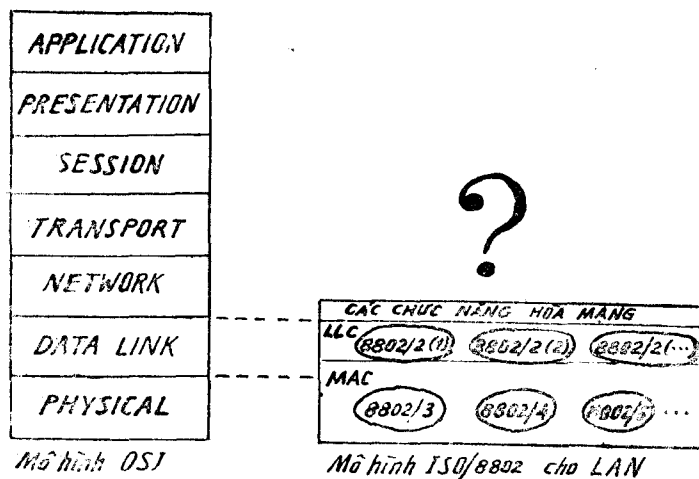 APPLICATION
PRESENTATION
SESSION
TRANSPORT
NETWORK
DATA LINK
PHYSICAL
Mô hình OSI
?
CÁC CHỨC NĂNG HÓA MẠNG
LLC
8802/2(1) 8802/2(2) 8802/2(...
MAC
8802/3 8802/4 8802/5 ...
Mô hình ISO/8802 cho LAN